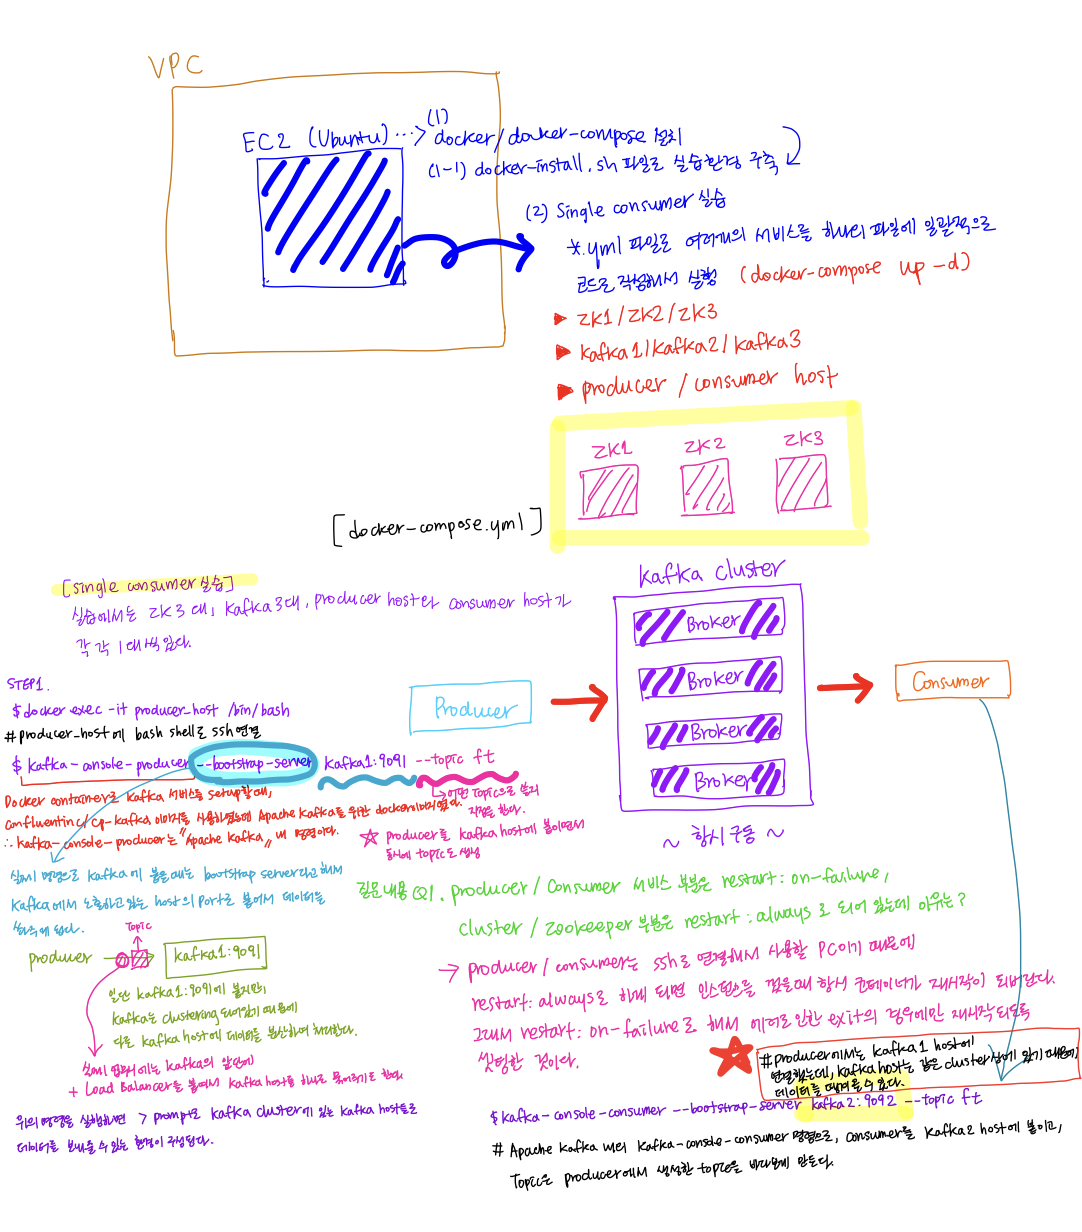 VPC
EC2 (Ubuntu) ...>
(1)
docker/docker-compose 설치
(1-1) docker-install.sh 파일로 실습환경 구축
(2) Single consumer 실습
*.yml 파일로 여러개의 서비스를 하나의 파일에 일괄적으로
코드로 작성해서 실행 (docker-compose up -d)
▶ zk1/zk2/zk3
▶ kafka1/kafka2/kafka3
▶ producer / consumer host
zk1 zk2 zk3
[docker-compose.yml]
[single consumer 실습]
실습에서는 zk 3대, kafka 3대, producer host와 consumer host가
각각 1대씩 있다.
kafka cluster
Broker
Broker
Broker
Broker
~ 항시 구동 ~
Producer
Consumer
STEP1.
$ docker exec -it producer_host /bin/bash
# producer_host에 bash shell로 ssh연결
$ kafka-console-producer --bootstrap-server kafka1:9091 --topic ft
Docker container로 kafka 서비스를 setup할때,
confluentinc/cp-kafka 이미지를 사용하였는데 Apache kafka를 위한 docker이미지였다.
∴ kafka-console-producer는 "Apache kafka" 내 명령이다.
어떤 topic으로 쏠지
지정을 한다.
☆ producer를 kafka host에 붙이면서
동시에 topic도 생성
실제 명령으로 kafka에 붙을때는 bootstrap server라고 해서
kafka에서 노출하고 있는 host의 port로 붙어서 데이터를
Topic
producer
kafka1:9091
일단 kafka1:9091에 붙지만,
kafka는 clustering 되어있기 때문에
다른 kafka host에 데이터를 분산하여 처리한다.
실제 업무에는 kafka의 앞단에
+ Load Balancer를 붙여서 kafka host를 하나로 묶어주기도 한다.
위의 명령을 실행하면 > prompt로 kafka cluster에 있는 kafka host들로
데이터를 보내줄 수 있는 환경이 구성된다.
질문내용 Q1. producer / Consumer 서비스 부분은 restart: on-failure,
cluster / zookeeper 부분은 restart: always로 되어 있는데 이유는?
→ producer / consumer는 ssh로 연결해서 사용할 PC이기 때문에
restart: always로 하게 되면 인스턴스를 껐을때 항시 컨테이너가 재시작이 되버린다.
그래서 restart: on-failure로 해서 에러로 인한 exit의 경우에만 재시작되도록
셋팅한 것이다.
# producer에서는 kafka1 host에
연결했는데, kafka host는 같은 cluster상에 있기 때문에,
데이터를 땡겨올 수 있다.
$ kafka-console-consumer --bootstrap-server kafka2:9092 --topic ft
# Apache kafka 내의 kafka-console-consumer 명령으로, consumer를 kafka2 host에 붙이고,
Topic은 producer에서 생성한 topic을 바라보게 만든다.